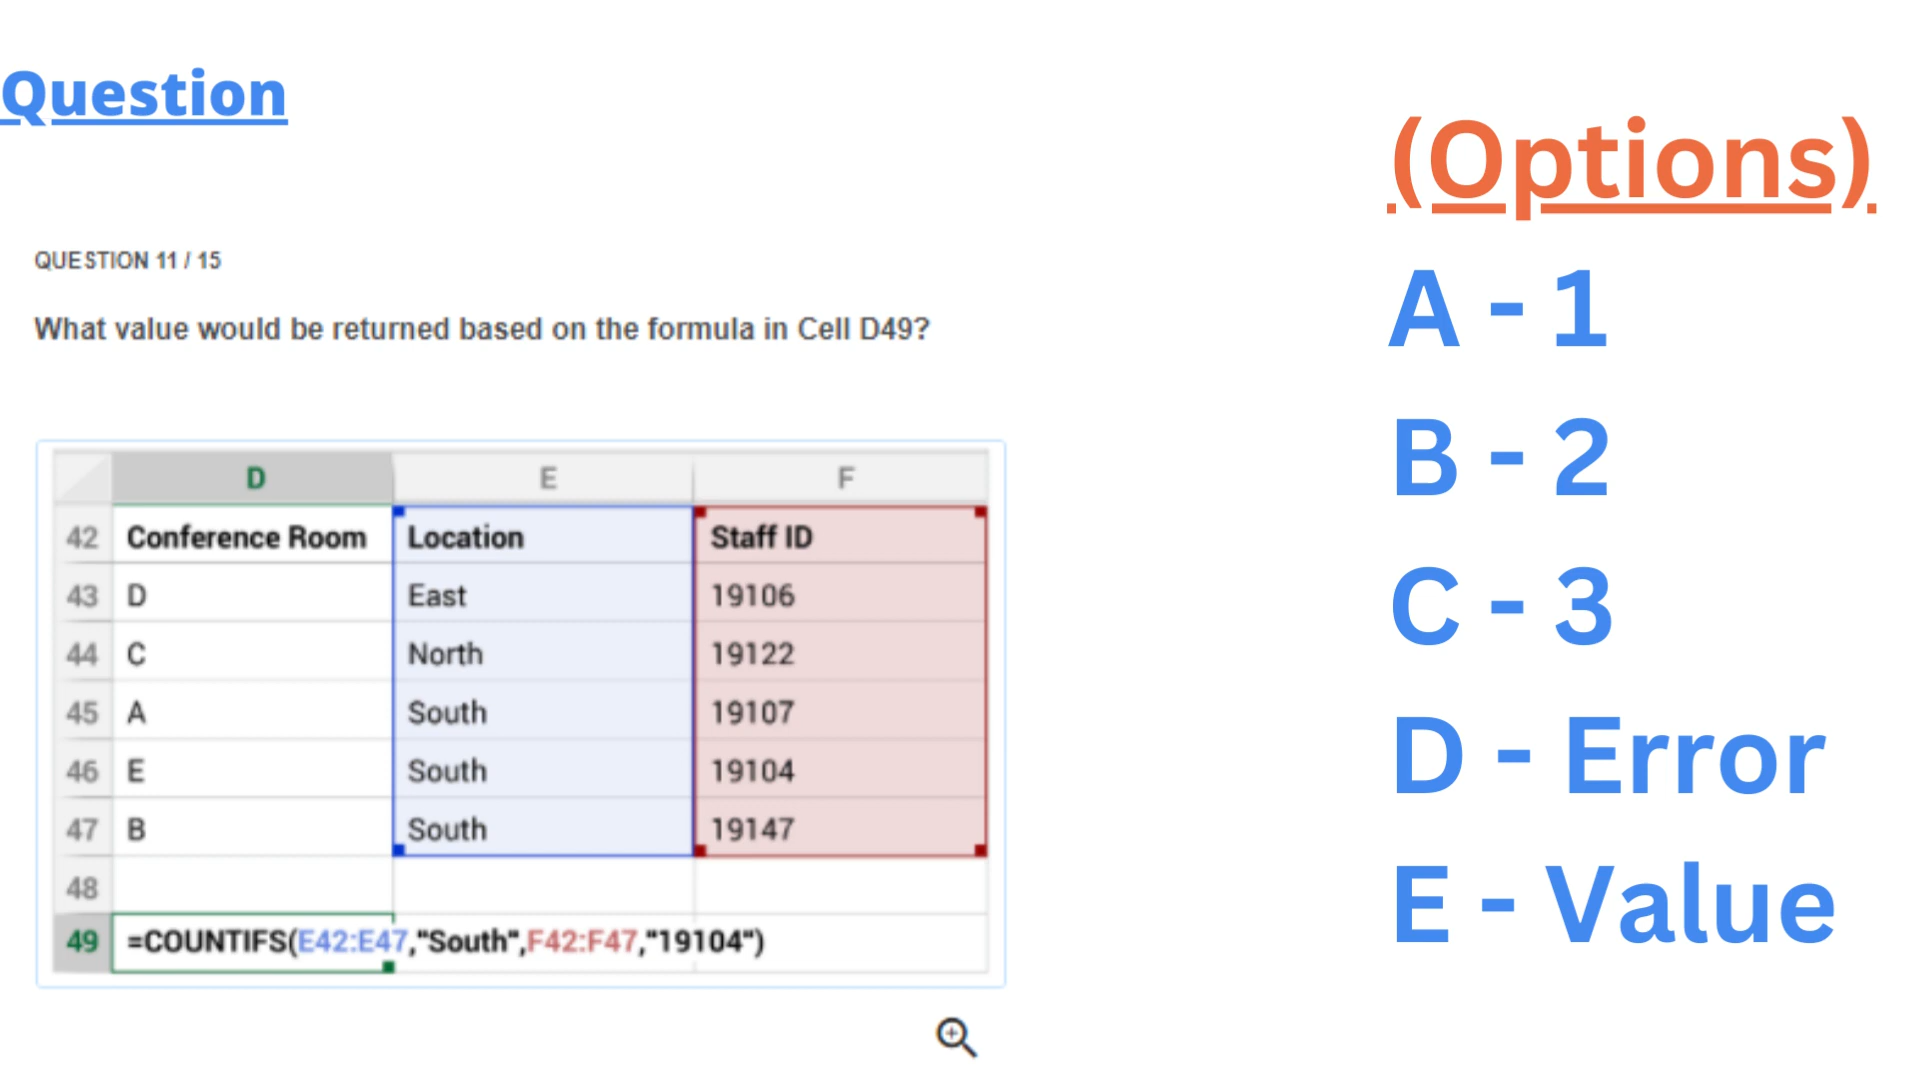 Question
QUESTION 11 / 15
What value would be returned based on the formula in Cell D49?
D E F
42 Conference Room Location Staff ID
43 D East 19106
44 C North 19122
45 A South 19107
46 E South 19104
47 B South 19147
48
49 =COUNTIFS(E42:E47,"South",F42:F47,"19104")
(Options)
A - 1
B - 2
C - 3
D - Error
E - Value